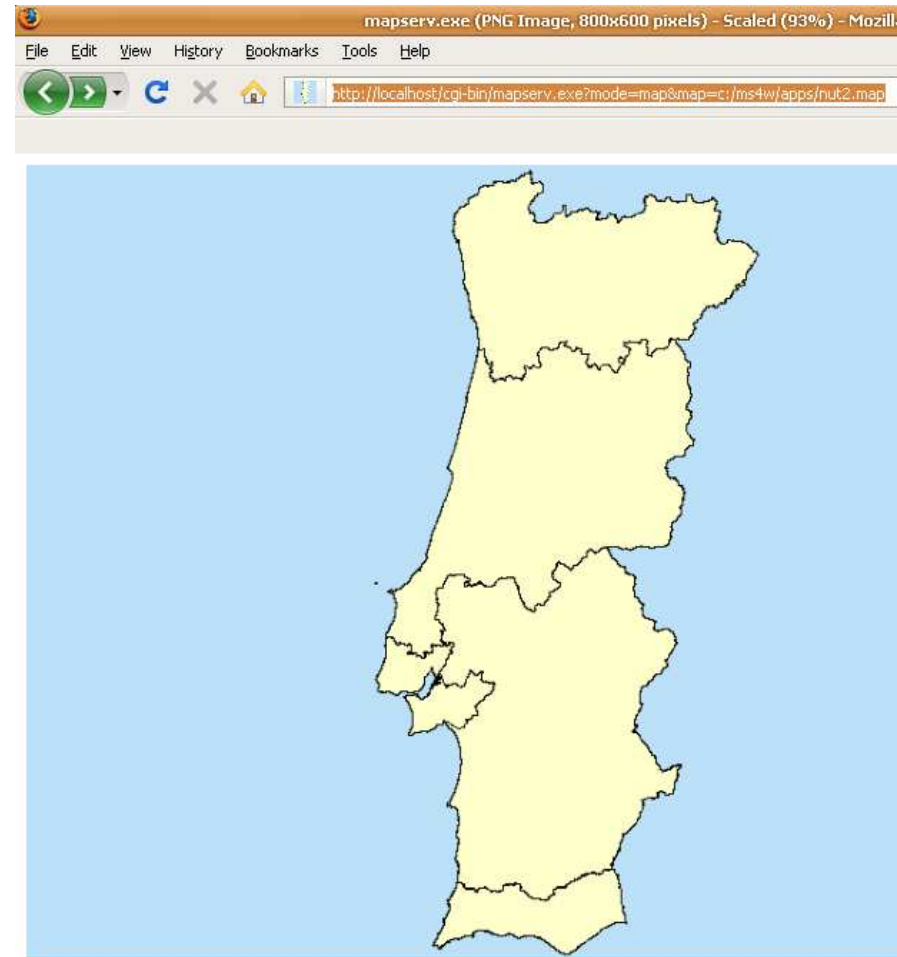 mapserv.exe (PNG Image, 800x600 pixels) - Scaled (93%) - Mozill
File Edit View History Bookmarks Tools Help
http://localhost/cgi-bin/mapserv.exe?mode=map&map=c:/ms4w/apps/nut2.map